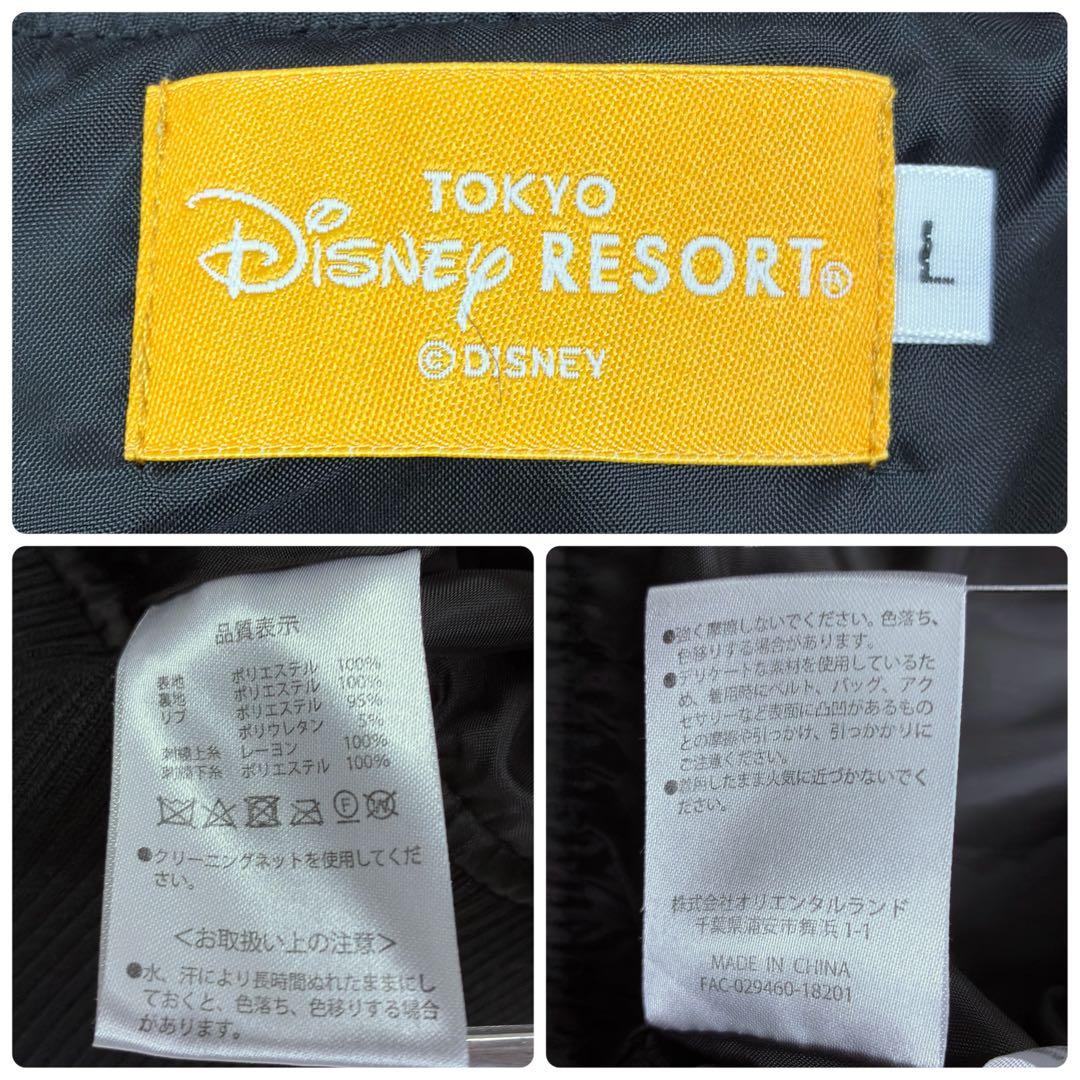 TOKYO
Disney RESORT®
©DISNEY
L
品質表示
表地 ポリエステル 100%
裏地 ポリエステル 100%
リブ ポリエステル 95%
ポリウレタン 5%
刺繍上糸 レーヨン 100%
刺繍下糸 ポリエステル 100%
F W
●クリーニングネットを使用してくだ
さい。
＜お取扱い上の注意＞
●水、汗により長時間ぬれたままにし
ておくと、色落ち、色移りする場合
があります。
●強く摩擦しないでください。色落ち、
色移りする場合があります。
●デリケートな素材を使用しているた
め、着用時にベルト、バッグ、アク
セサリーなど表面に凸凹があるもの
との摩擦や引っかけ、引っかかりに
ご注意ください。
●着用したまま火気に近づかないでく
ださい。
株式会社オリエンタルランド
千葉県浦安市舞浜1-1
MADE IN CHINA
FAC-029460-18201